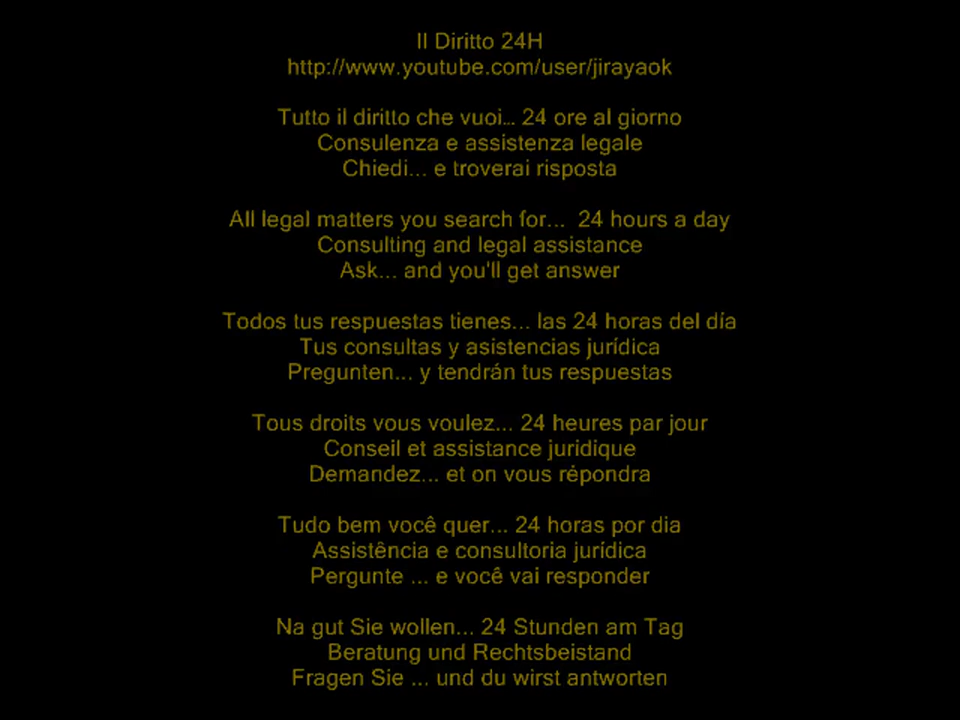 Il Diritto 24H
http://www.youtube.com/user/jirayaok
Tutto il diritto che vuoi... 24 ore al giorno
Consulenza e assistenza legale
Chiedi... e troverai risposta
All legal matters you search for... 24 hours a day
Consulting and legal assistance
Ask... and you'll get answer
Todos tus respuestas tienes... las 24 horas del día
Tus consultas y asistencias jurídica
Pregunten... y tendrán tus respuestas
Tous droits vous voulez... 24 heures par jour
Conseil et assistance juridique
Demandez... et on vous répondra
Tudo bem você quer... 24 horas por dia
Assistência e consultoria jurídica
Pergunte ... e você vai responder
Na gut Sie wollen... 24 Stunden am Tag
Beratung und Rechtsbeistand
Fragen Sie ... und du wirst antworten